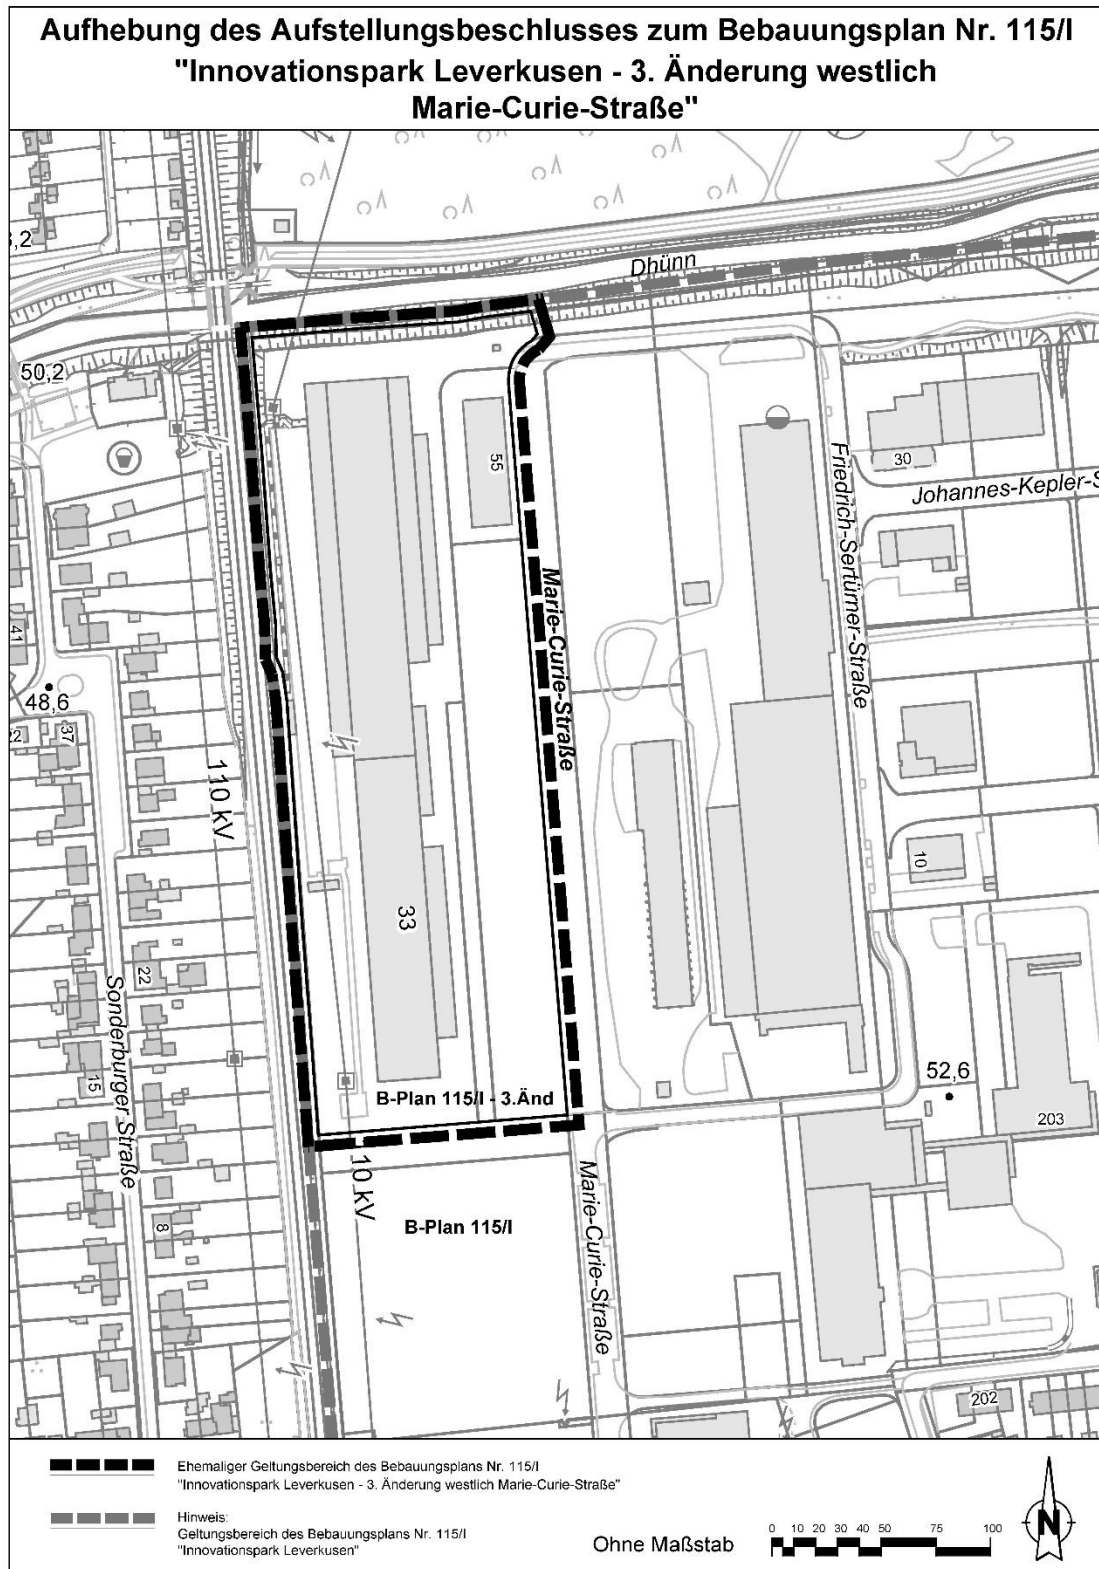 Aufhebung des Aufstellungsbeschlusses zum Bebauungsplan Nr. 115/I
"Innovationspark Leverkusen - 3. Änderung westlich
Marie-Curie-Straße"
Dhünn
50,2
55
30
Friedrich-Sertürner-Straße
Johannes-Kepler-S
Marie-Curie-Straße
41
48,6
37
110 kV
10
33
22
Sonderburger Straße
15
52,6
203
B-Plan 115/I - 3.Änd
10 kV
Marie-Curie-Straße
8
B-Plan 115/I
202
Ehemaliger Geltungsbereich des Bebauungsplans Nr. 115/I
"Innovationspark Leverkusen - 3. Änderung westlich Marie-Curie-Straße"
Hinweis:
Geltungsbereich des Bebauungsplans Nr. 115/I
"Innovationspark Leverkusen"
Ohne Maßstab
0 10 20 30 40 50 75 100
N